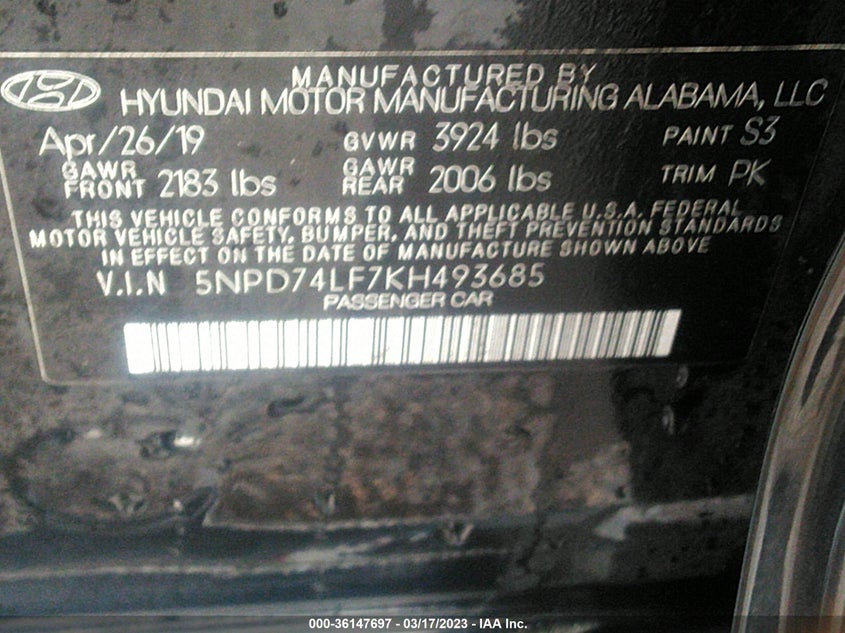 MANUFACTURED BY
HYUNDAI MOTOR MANUFACTURING ALABAMA, LLC
Apr/26/19 GVWR 3924 lbs PAINT S3
GAWR FRONT 2183 lbs GAWR REAR 2006 lbs TRIM PK
THIS VEHICLE CONFORMS TO ALL APPLICABLE U.S.A. FEDERAL
MOTOR VEHICLE SAFETY, BUMPER, AND THEFT PREVENTION STANDARDS
IN EFFECT ON THE DATE OF MANUFACTURE SHOWN ABOVE
V.I.N 5NPD74LF7KH493685
PASSENGER CAR
000-36147697 - 03/17/2023 - IAA Inc.